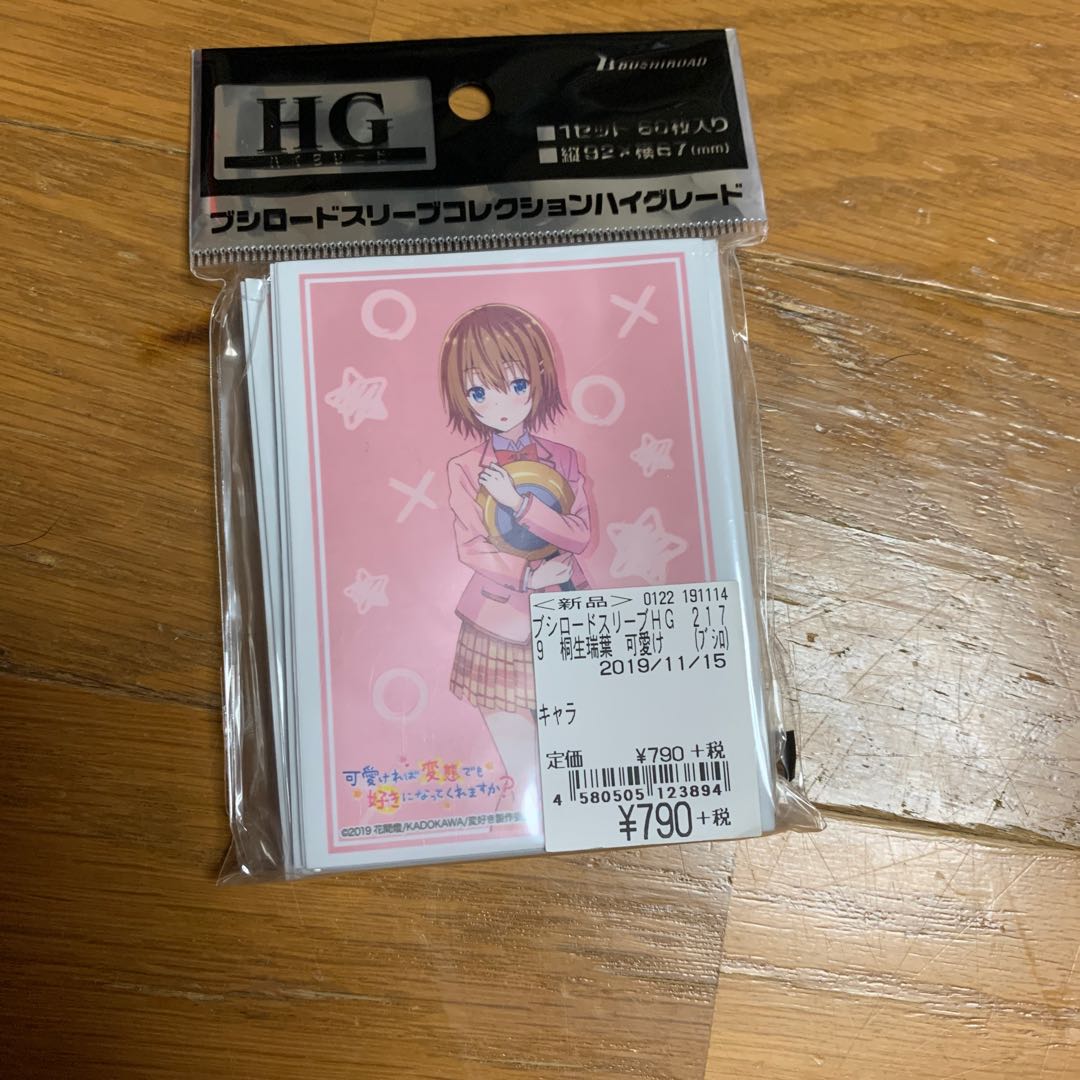 BUSHIROAD
HG
ハイグレード
■1セット 60枚入り
■縦92×横67(mm)
ブシロードスリーブコレクションハイグレード
<新品> 0122 191114
ブシロードスリーブHG 217
9 桐生瑞葉 可愛け (ブシロ)
2019/11/15
キャラ
定価 ¥790 +税
4 580505 123894
¥790 +税
可愛ければ変態でも
好きになってくれますか?
©2019 花間燈/KADOKAWA/変好き製作委